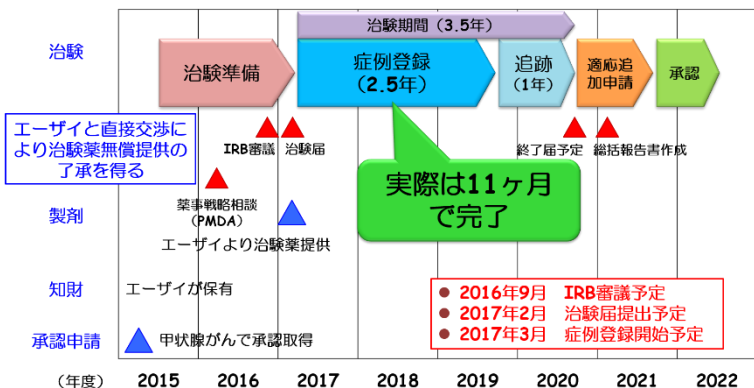 治験期間（3.5年）
治験
治験準備
症例登録
（2.5年）
追跡
（1年）
適応追
加申請
承認
エーザイと直接交渉に
より治験薬無償提供の
了承を得る
IRB審議
治験届
終了届予定
総括報告書作成
実際は11ヶ月
で完了
薬事戦略相談
（PMDA）
製剤
エーザイより治験薬提供
知財
エーザイが保有
● 2016年9月　IRB審議予定
● 2017年2月　治験届提出予定
● 2017年3月　症例登録開始予定
承認申請
甲状腺がんで承認取得
（年度） 2015 2016 2017 2018 2019 2020 2021 2022